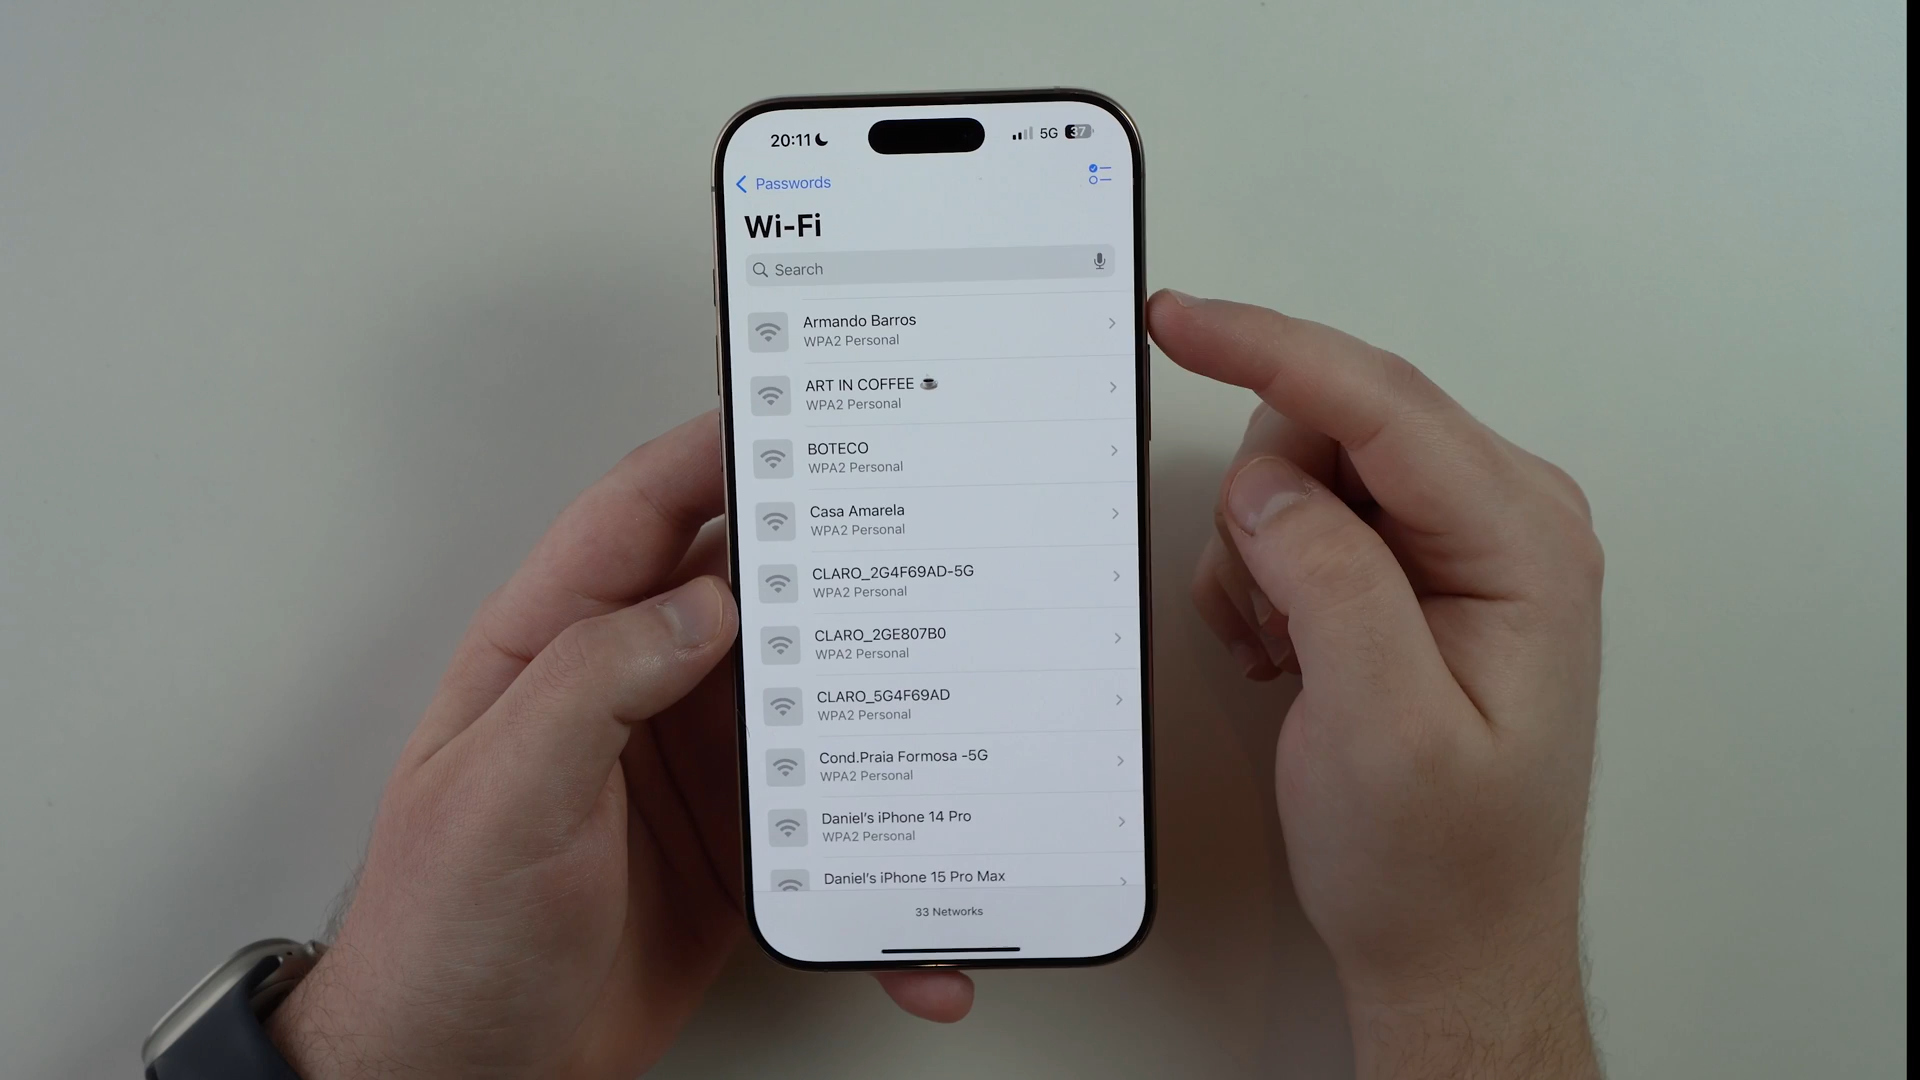 20:11
5G
37
Passwords
Wi-Fi
Search
Armando Barros
WPA2 Personal
ART IN COFFEE ☕
WPA2 Personal
BOTECO
WPA2 Personal
Casa Amarela
WPA2 Personal
CLARO_2G4F69AD-5G
WPA2 Personal
CLARO_2GE807B0
WPA2 Personal
CLARO_5G4F69AD
WPA2 Personal
Cond.Praia Formosa -5G
WPA2 Personal
Daniel's iPhone 14 Pro
WPA2 Personal
Daniel's iPhone 15 Pro Max
33 Networks